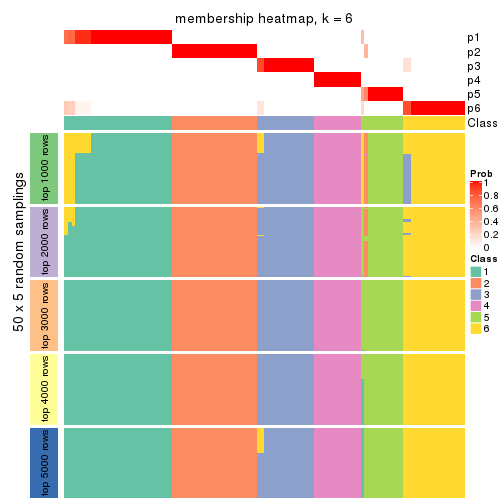 membership heatmap, k = 6
p1
p2
p3
p4
p5
p6
Class
50 x 5 random samplings
top 1000 rows
top 2000 rows
top 3000 rows
top 4000 rows
top 5000 rows
Prob
1
0.8
0.6
0.4
0.2
0
Class
1
2
3
4
5
6